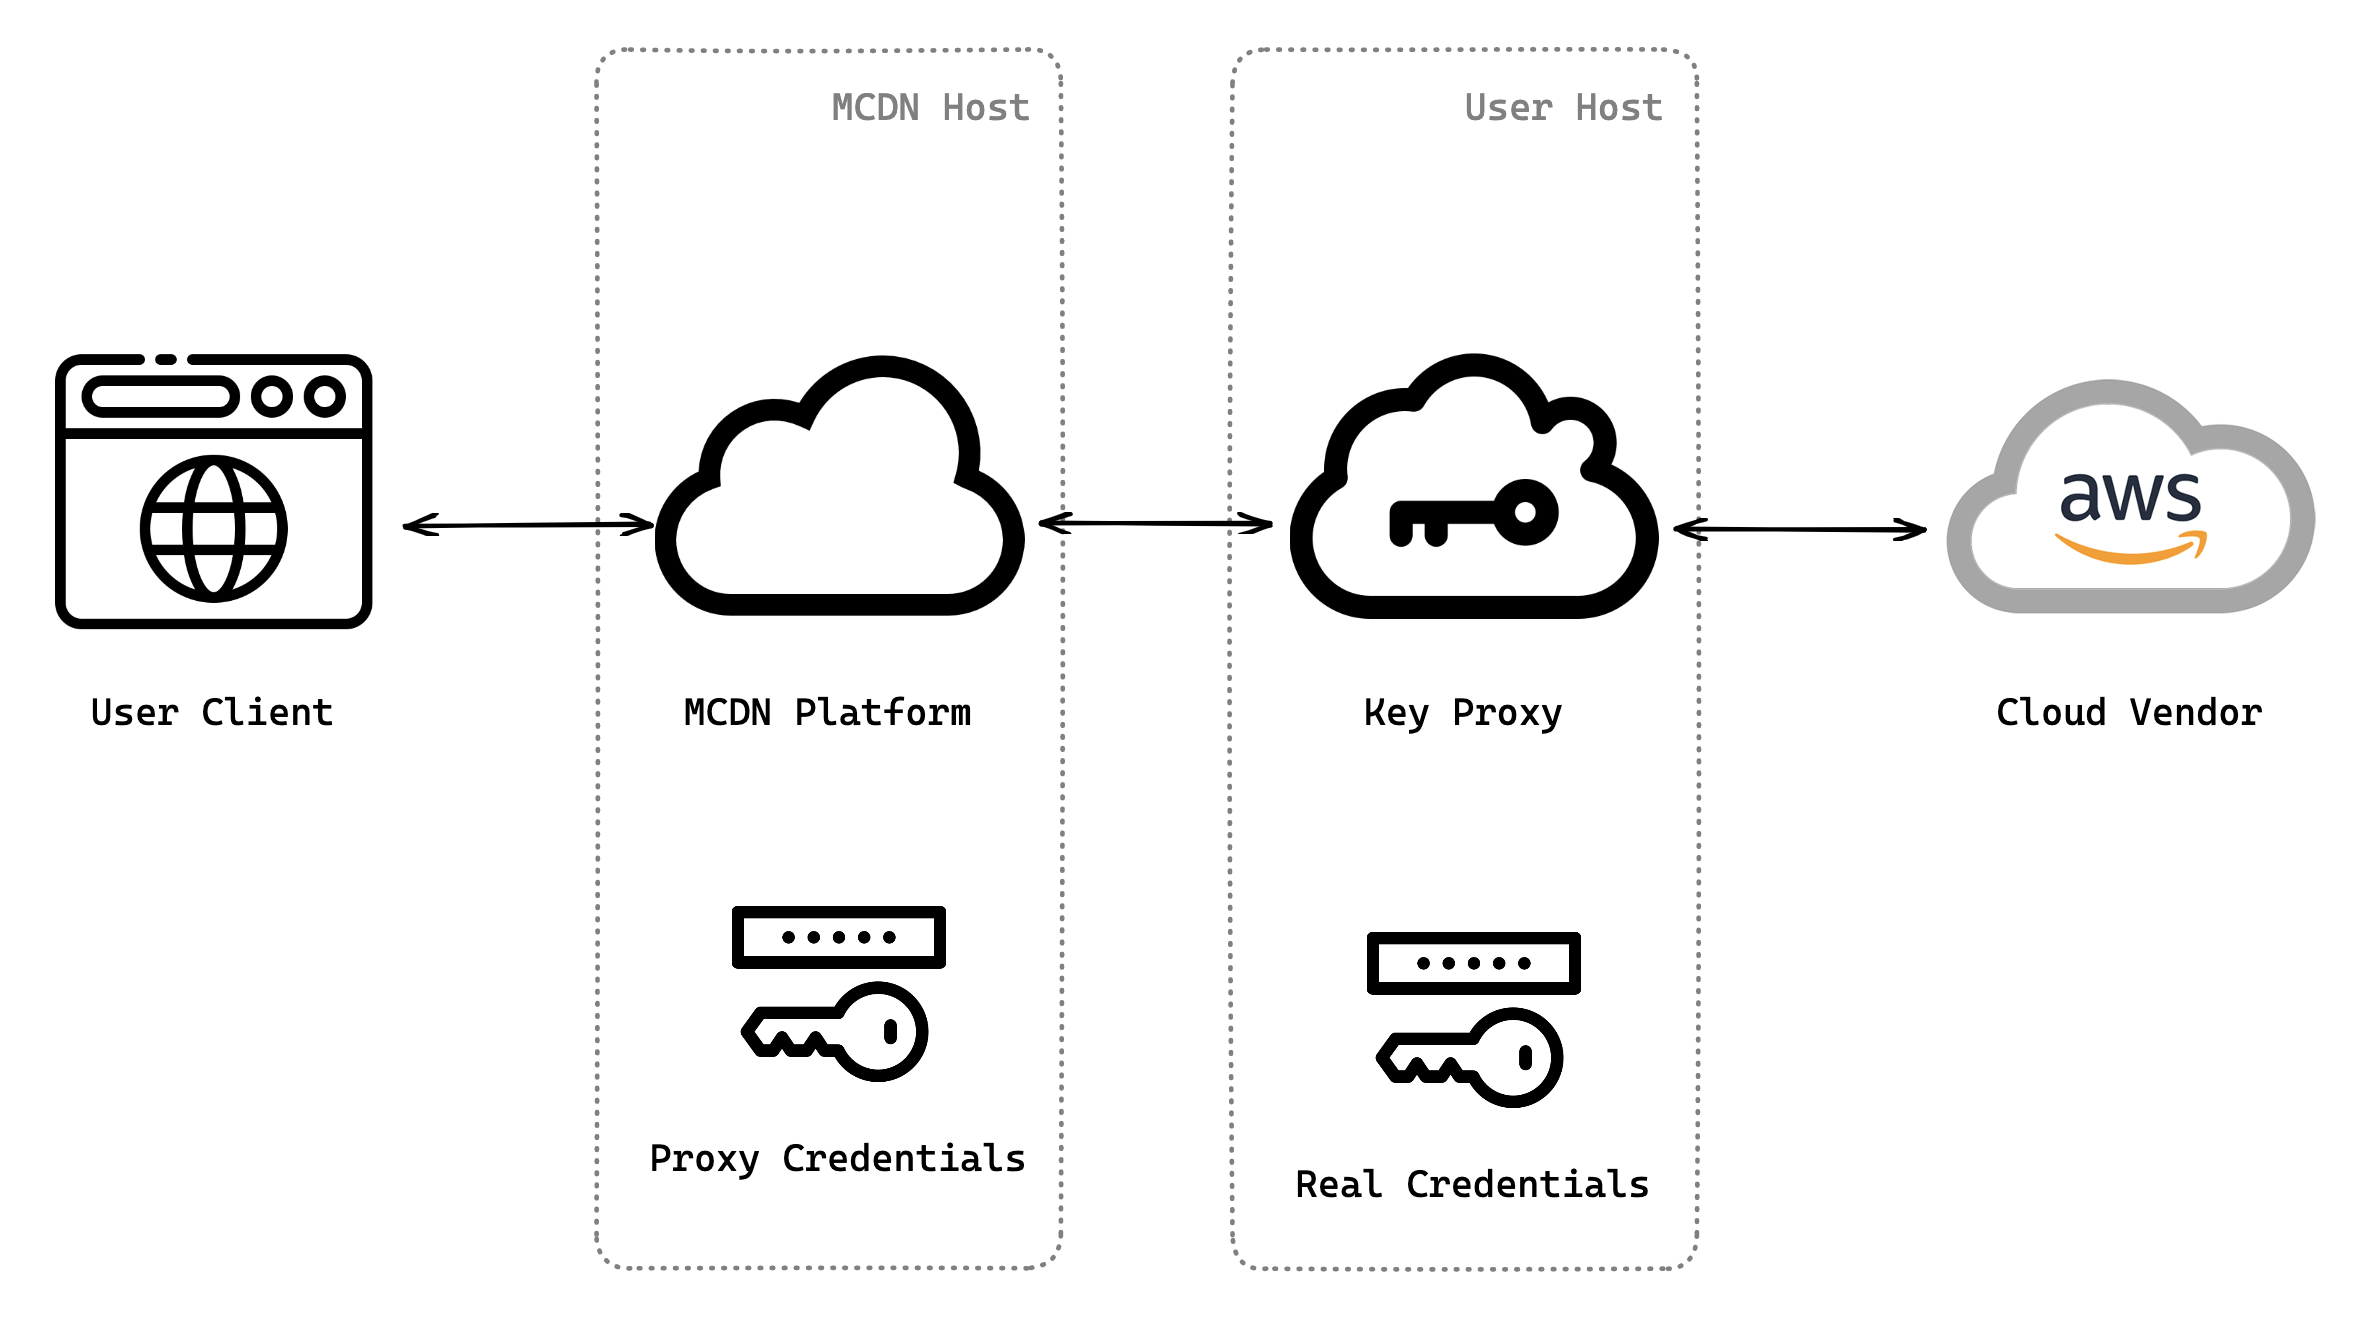 MCDN Host
User Host
aws
User Client
MCDN Platform
Key Proxy
Cloud Vendor
Proxy Credentials
Real Credentials